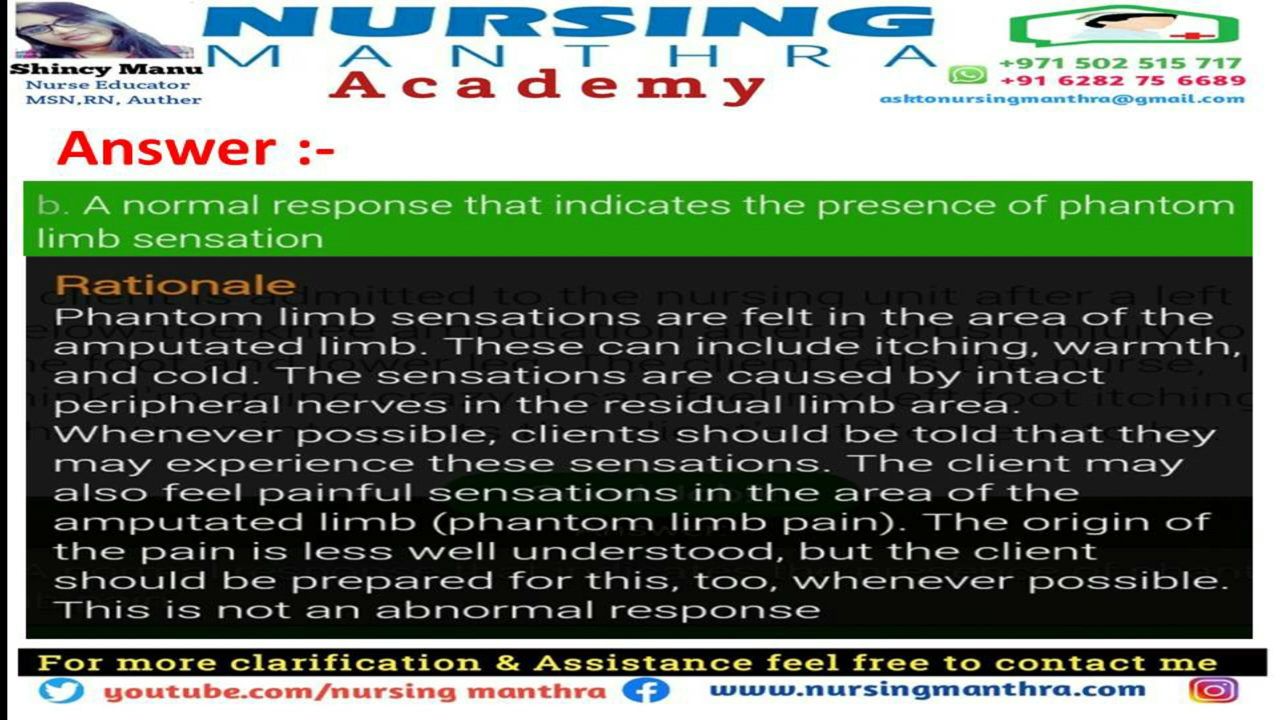 NURSING
MANTHRA
Academy
Shincy Manu
Nurse Educator
MSN,RN, Auther
+971 502 515 717
+91 6282 75 6689
asktonursingmanthra@gmail.com
Answer :-
b. A normal response that indicates the presence of phantom
limb sensation
Rationale
Phantom limb sensations are felt in the area of the
amputated limb. These can include itching, warmth,
and cold. The sensations are caused by intact
peripheral nerves in the residual limb area.
Whenever possible, clients should be told that they
may experience these sensations. The client may
also feel painful sensations in the area of the
amputated limb (phantom limb pain). The origin of
the pain is less well understood, but the client
should be prepared for this, too, whenever possible.
This is not an abnormal response
For more clarification & Assistance feel free to contact me
youtube.com/nursing manthra
www.nursingmanthra.com